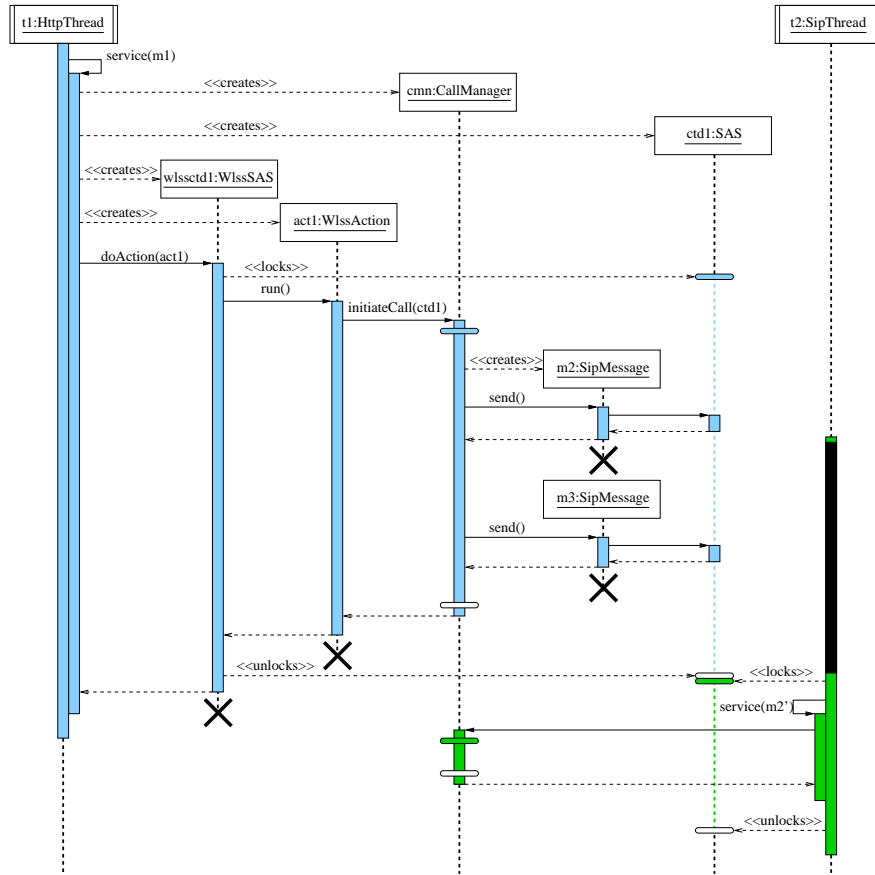 t1:HttpThread
t2:SipThread
service(m1)
<<creates>>
cmn:CallManager
<<creates>>
ctd1:SAS
<<creates>>
wlssctd1:WlssSAS
<<creates>>
act1:WlssAction
doAction(act1)
<<locks>>
run()
initiateCall(ctd1)
<<creates>>
m2:SipMessage
send()
m3:SipMessage
send()
<<unlocks>>
<<locks>>
service(m2’)
<<unlocks>>